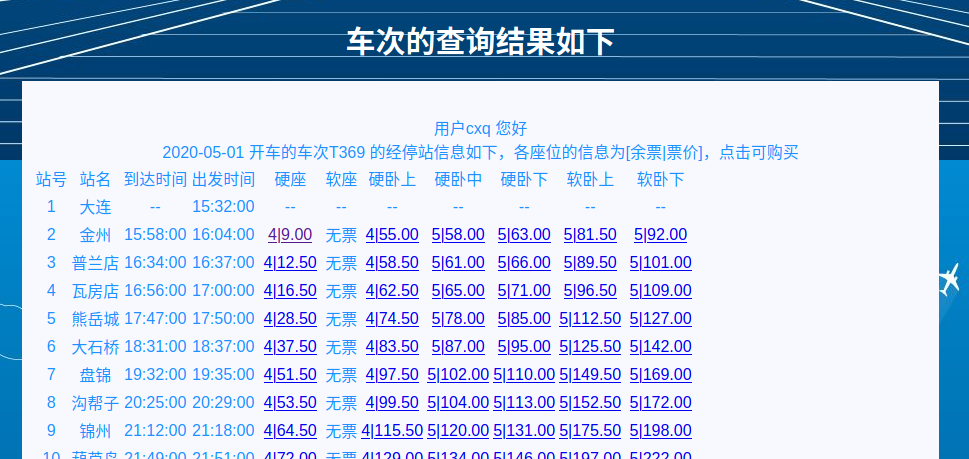 车次的查询结果如下
用户cxq 您好
2020-05-01 开车的车次T369 的经停站信息如下，各座位的信息为[余票|票价]，点击可购买
站号 站名 到达时间 出发时间 硬座 软座 硬卧上 硬卧中 硬卧下 软卧上 软卧下
1 大连 -- 15:32:00 -- -- -- -- -- -- --
2 金州 15:58:00 16:04:00 4|9.00 无票 4|55.00 5|58.00 5|63.00 5|81.50 5|92.00
3 普兰店 16:34:00 16:37:00 4|12.50 无票 4|58.50 5|61.00 5|66.00 5|89.50 5|101.00
4 瓦房店 16:56:00 17:00:00 4|16.50 无票 4|62.50 5|65.00 5|71.00 5|96.50 5|109.00
5 熊岳城 17:47:00 17:50:00 4|28.50 无票 4|74.50 5|78.00 5|85.00 5|112.50 5|127.00
6 大石桥 18:31:00 18:37:00 4|37.50 无票 4|83.50 5|87.00 5|95.00 5|125.50 5|142.00
7 盘锦 19:32:00 19:35:00 4|51.50 无票 4|97.50 5|102.00 5|110.00 5|149.50 5|169.00
8 沟帮子 20:25:00 20:29:00 4|53.50 无票 4|99.50 5|104.00 5|113.00 5|152.50 5|172.00
9 锦州 21:12:00 21:18:00 4|64.50 无票 4|115.50 5|120.00 5|131.00 5|175.50 5|198.00
10 葫芦岛 21:49:00 21:51:00 4|72.00 无票 4|129.00 5|134.00 5|146.00 5|197.00 5|222.00